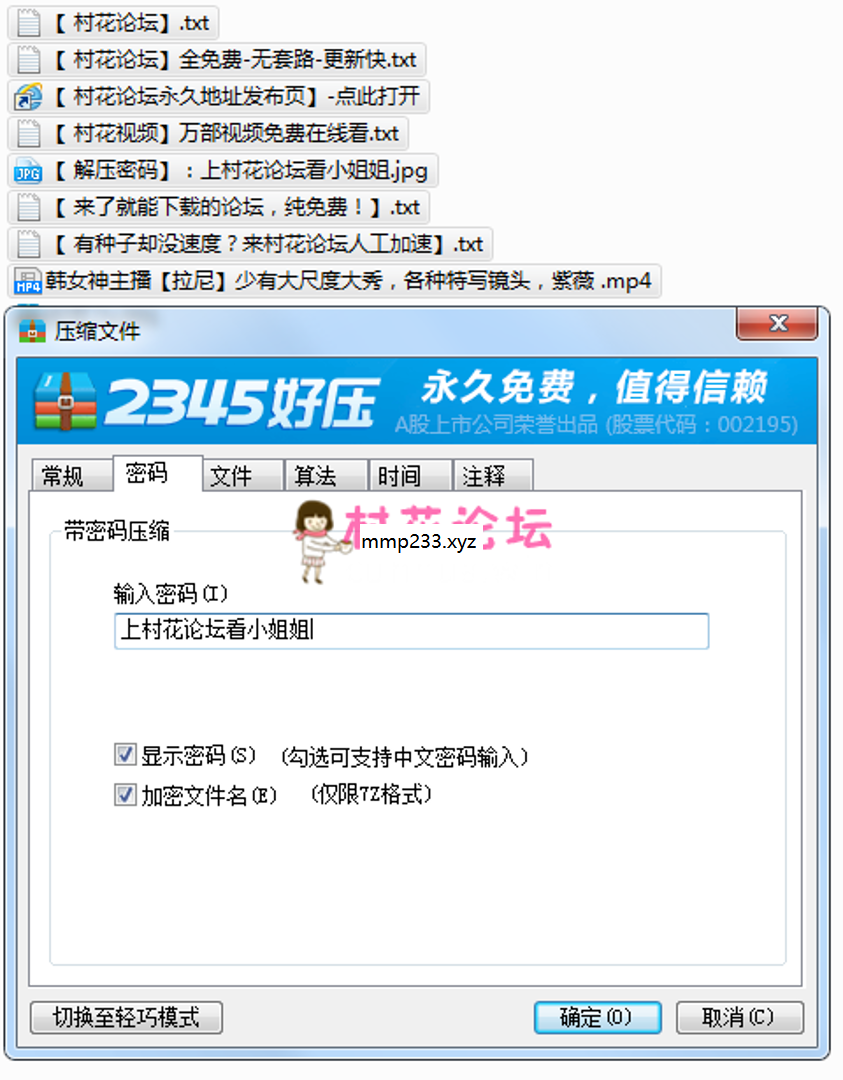 【 村花论坛】.txt
【 村花论坛】全免费-无套路-更新快.txt
【 村花论坛永久地址发布页】-点此打开
【 村花视频】万部视频免费在线看.txt
JPG
【 解压密码】：上村花论坛看小姐姐.jpg
【 来了就能下载的论坛，纯免费！】.txt
【 有种子却没速度？来村花论坛人工加速】.txt
MP4
韩女神主播【拉尼】少有大尺度大秀，各种特写镜头，紫薇 .mp4
压缩文件
2345好压
永久免费，值得信赖
A股上市公司荣誉出品 (股票代码：002195)
常规 密码 文件 算法 时间 注释
村花论坛
mmp233.xyz
带密码压缩
输入密码(I)
上村花论坛看小姐姐
显示密码(S) (勾选可支持中文密码输入)
加密文件名(E) (仅限7Z格式)
切换至轻巧模式 确定(O) 取消(C)